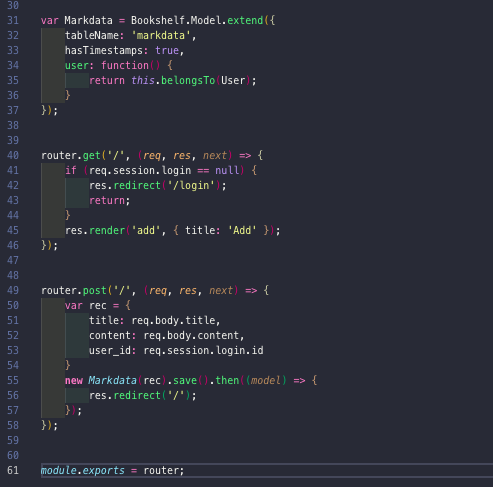 30
31 var Markdata = Bookshelf.Model.extend({
32     tableName: 'markdata',
33     hasTimestamps: true,
34     user: function() {
35         return this.belongsTo(User);
36     }
37 });
38
39
40 router.get('/', (req, res, next) => {
41     if (req.session.login == null) {
42         res.redirect('/login');
43         return;
44     }
45     res.render('add', { title: 'Add' });
46 });
47
48
49 router.post('/', (req, res, next) => {
50     var rec = {
51         title: req.body.title,
52         content: req.body.content,
53         user_id: req.session.login.id
54     }
55     new Markdata(rec).save().then((model) => {
56         res.redirect('/');
57     });
58 });
59
60
61 module.exports = router;